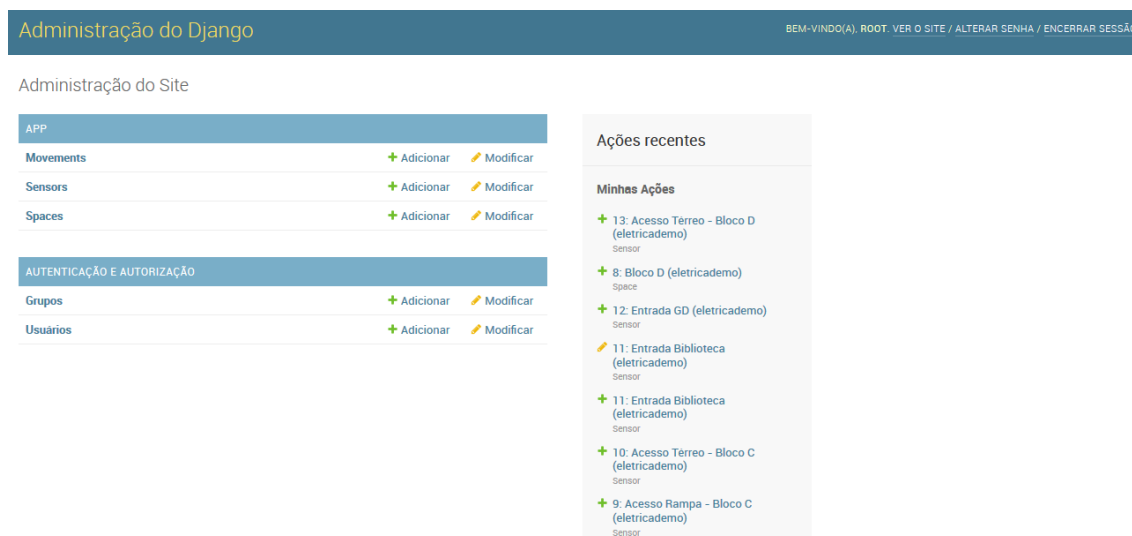 Administração do Django
BEM-VINDO(A), ROOT. VER O SITE / ALTERAR SENHA / ENCERRAR SESSÃO
Administração do Site
APP
Movements + Adicionar Modificar
Sensors + Adicionar Modificar
Spaces + Adicionar Modificar
AUTENTICAÇÃO E AUTORIZAÇÃO
Grupos + Adicionar Modificar
Usuários + Adicionar Modificar
Ações recentes
Minhas Ações
+ 13: Acesso Térreo - Bloco D
(eletricademo)
Sensor
+ 8: Bloco D (eletricademo)
Space
+ 12: Entrada GD (eletricademo)
Sensor
11: Entrada Biblioteca
(eletricademo)
Sensor
+ 11: Entrada Biblioteca
(eletricademo)
Sensor
+ 10: Acesso Térreo - Bloco C
(eletricademo)
Sensor
+ 9: Acesso Rampa - Bloco C
(eletricademo)
Sensor